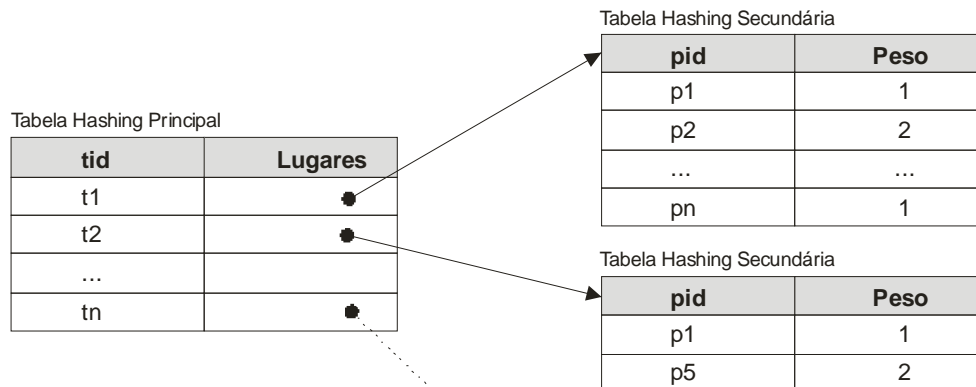 Tabela Hashing Principal
tid Lugares
t1
t2
...
tn
Tabela Hashing Secundária
pid Peso
p1 1
p2 2
... ...
pn 1
Tabela Hashing Secundária
pid Peso
p1 1
p5 2